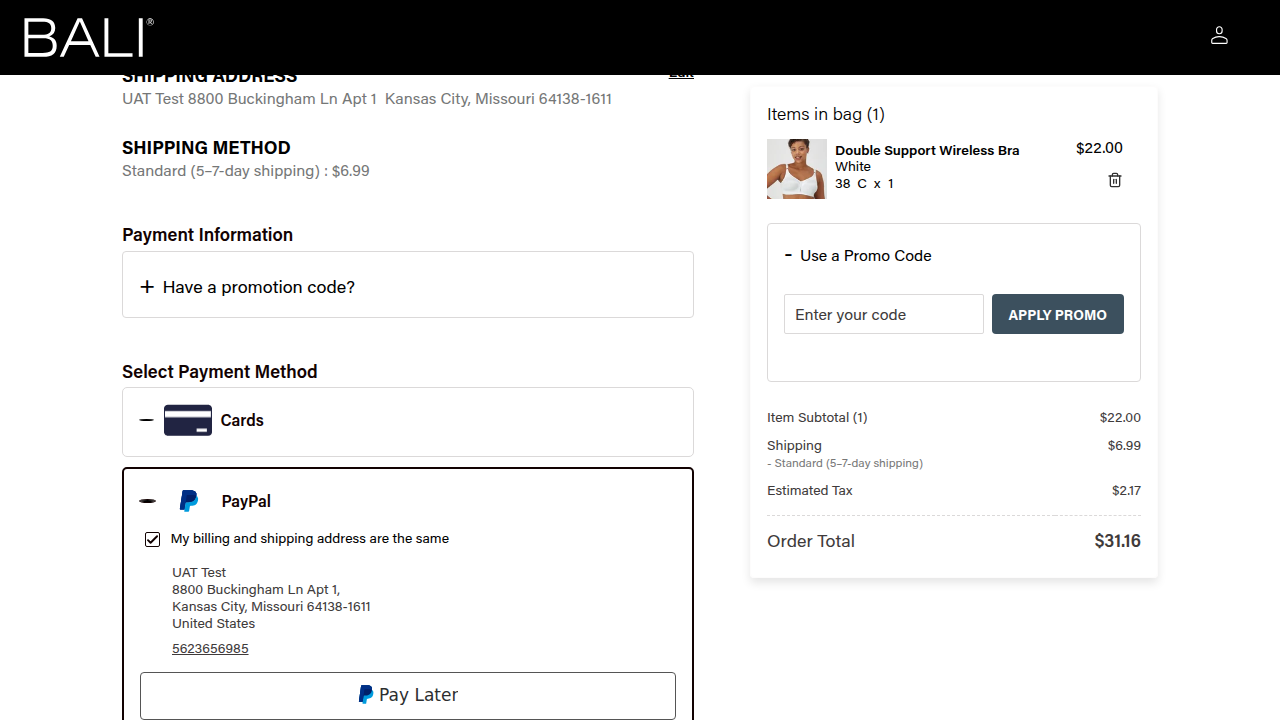 BALI®
SHIPPING ADDRESS
Edit
UAT Test 8800 Buckingham Ln Apt 1 Kansas City, Missouri 64138-1611
SHIPPING METHOD
Standard (5–7-day shipping) : $6.99
Payment Information
+ Have a promotion code?
Select Payment Method
Cards
PayPal
My billing and shipping address are the same
UAT Test
8800 Buckingham Ln Apt 1,
Kansas City, Missouri 64138-1611
United States
5623656985
Pay Later
Items in bag (1)
Double Support Wireless Bra
$22.00
White
38 C x 1
- Use a Promo Code
Enter your code
APPLY PROMO
Item Subtotal (1) $22.00
Shipping $6.99
- Standard (5–7-day shipping)
Estimated Tax $2.17
Order Total $31.16